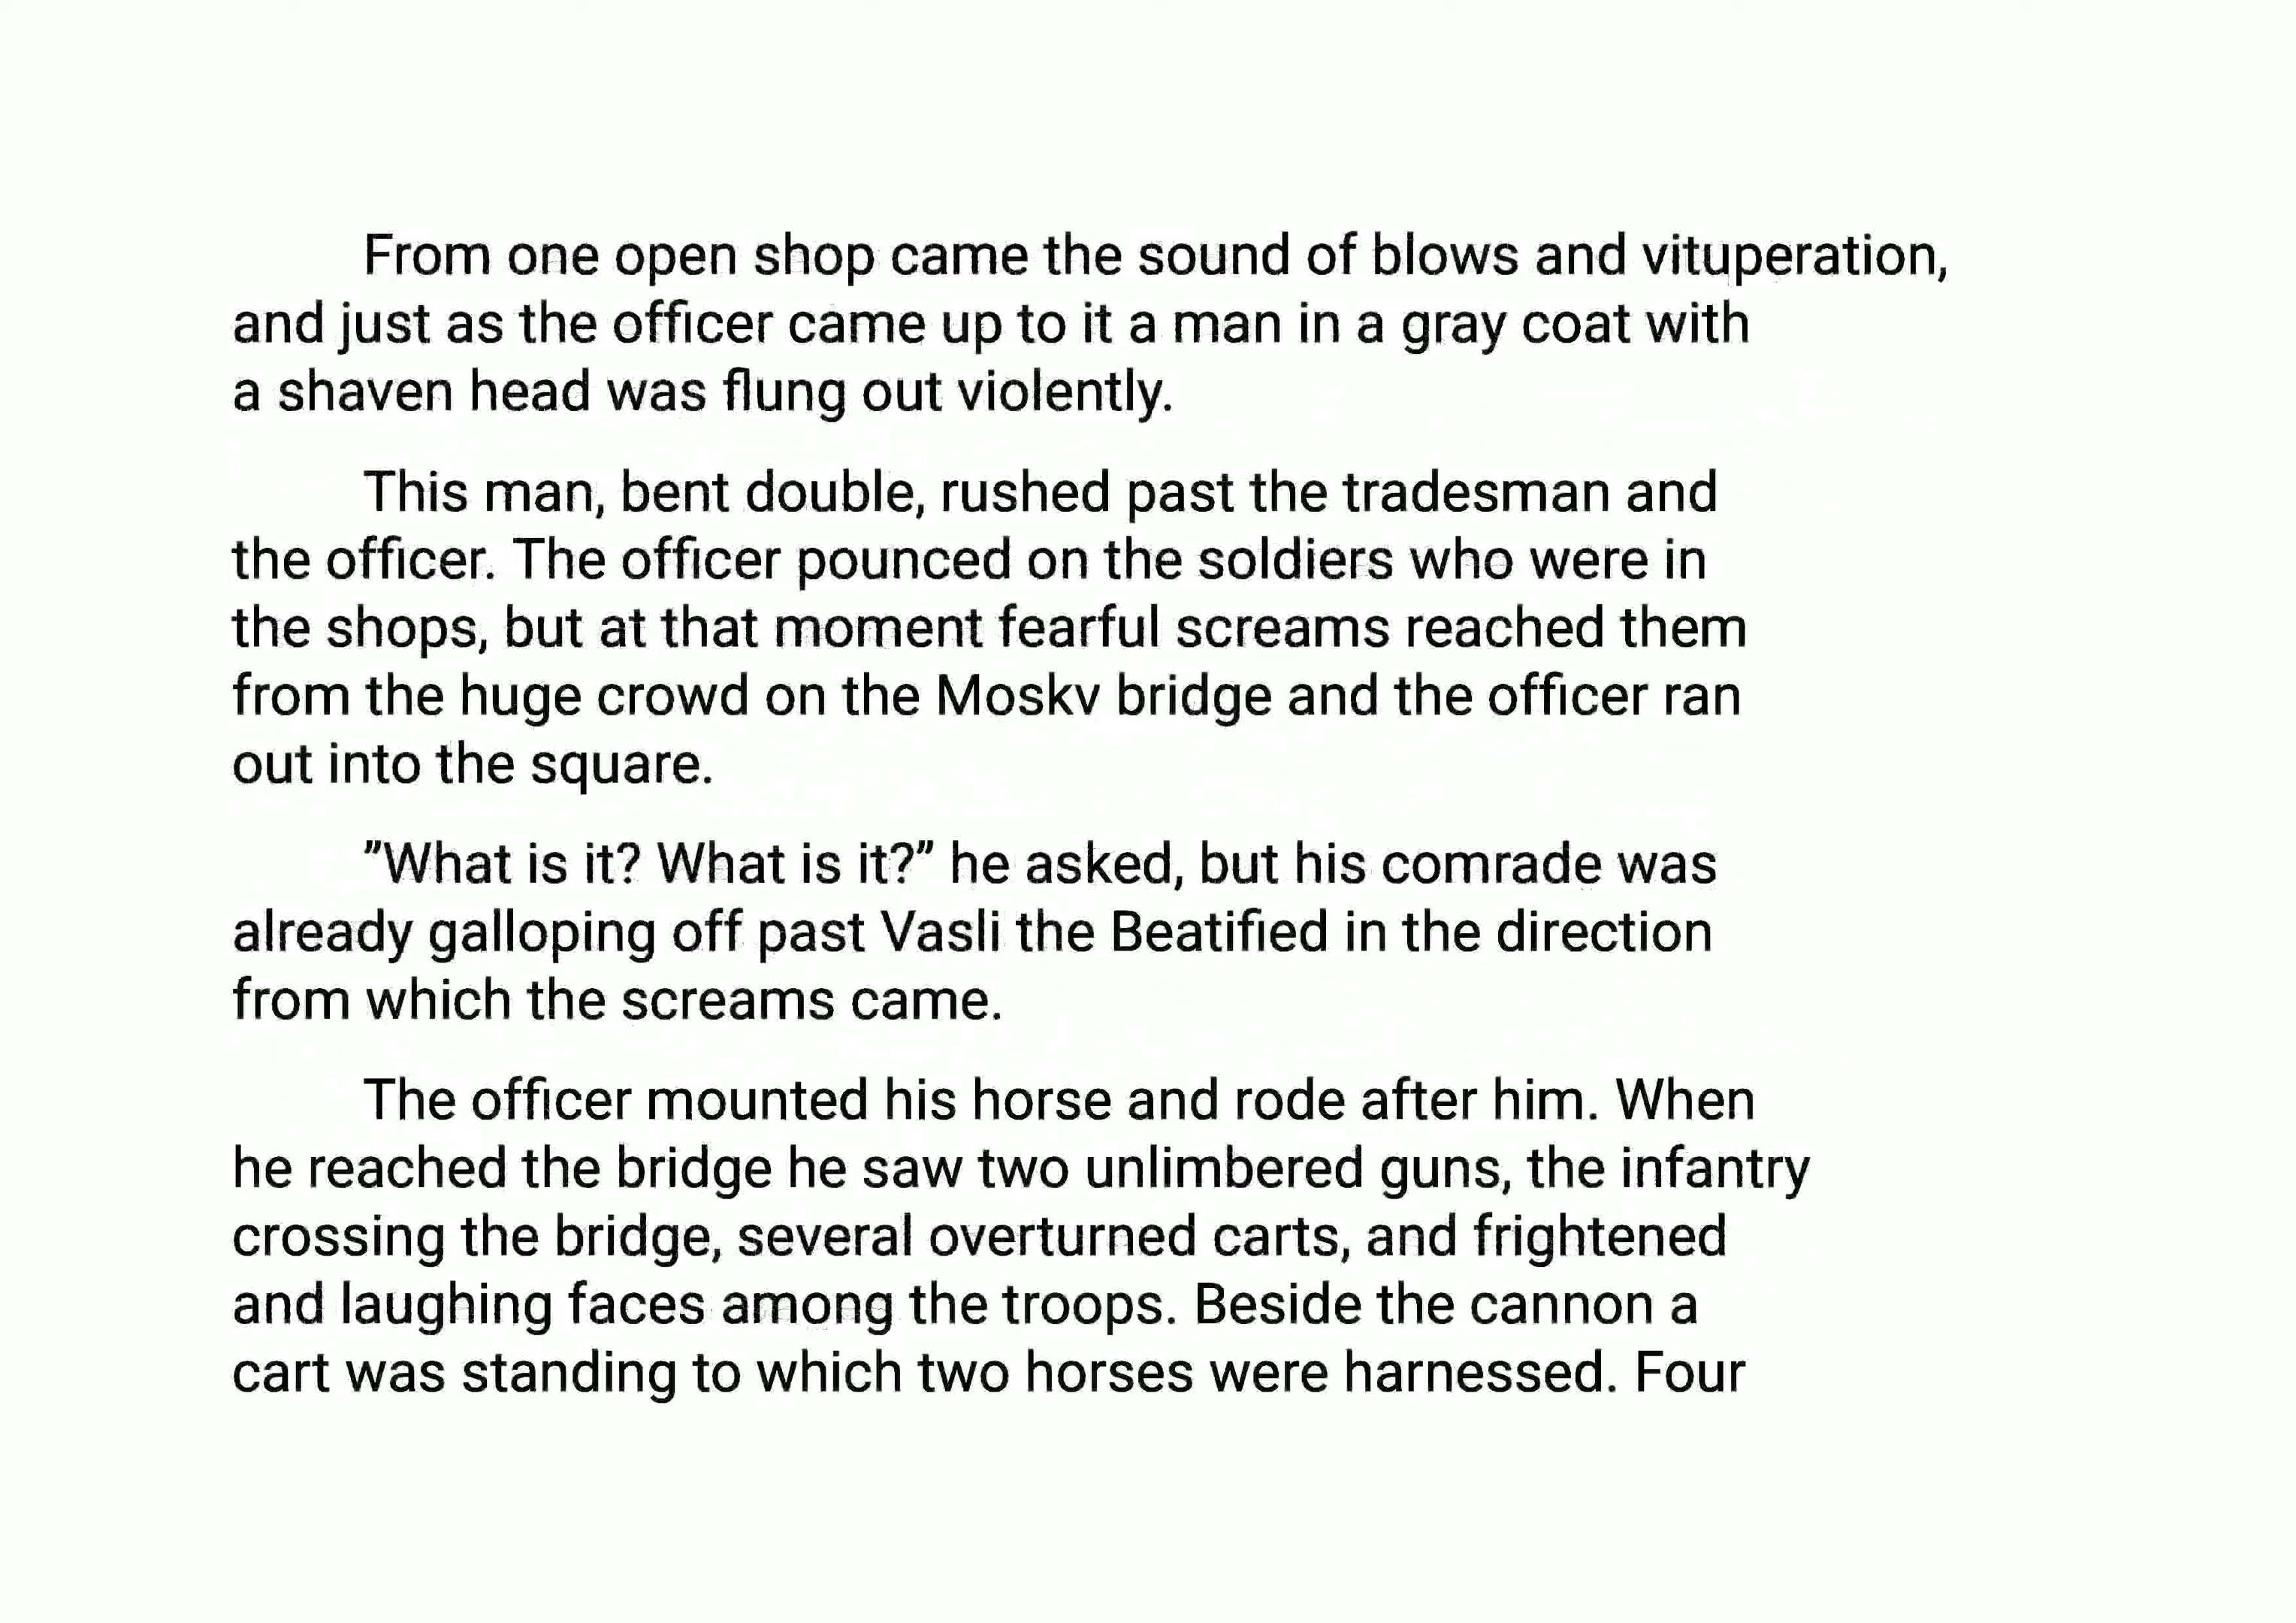 From one open shop came the sound of blows and vituperation,
and just as the officer came up to it a man in a gray coat with
a shaven head was flung out violently.
This man, bent double, rushed past the tradesman and
the officer. The officer pounced on the soldiers who were in
the shops, but at that moment fearful screams reached them
from the huge crowd on the Moskv bridge and the officer ran
out into the square.
"What is it? What is it?" he asked, but his comrade was
already galloping off past Vasli the Beatified in the direction
from which the screams came.
The officer mounted his horse and rode after him. When
he reached the bridge he saw two unlimbered guns, the infantry
crossing the bridge, several overturned carts, and frightened
and laughing faces among the troops. Beside the cannon a
cart was standing to which two horses were harnessed. Four